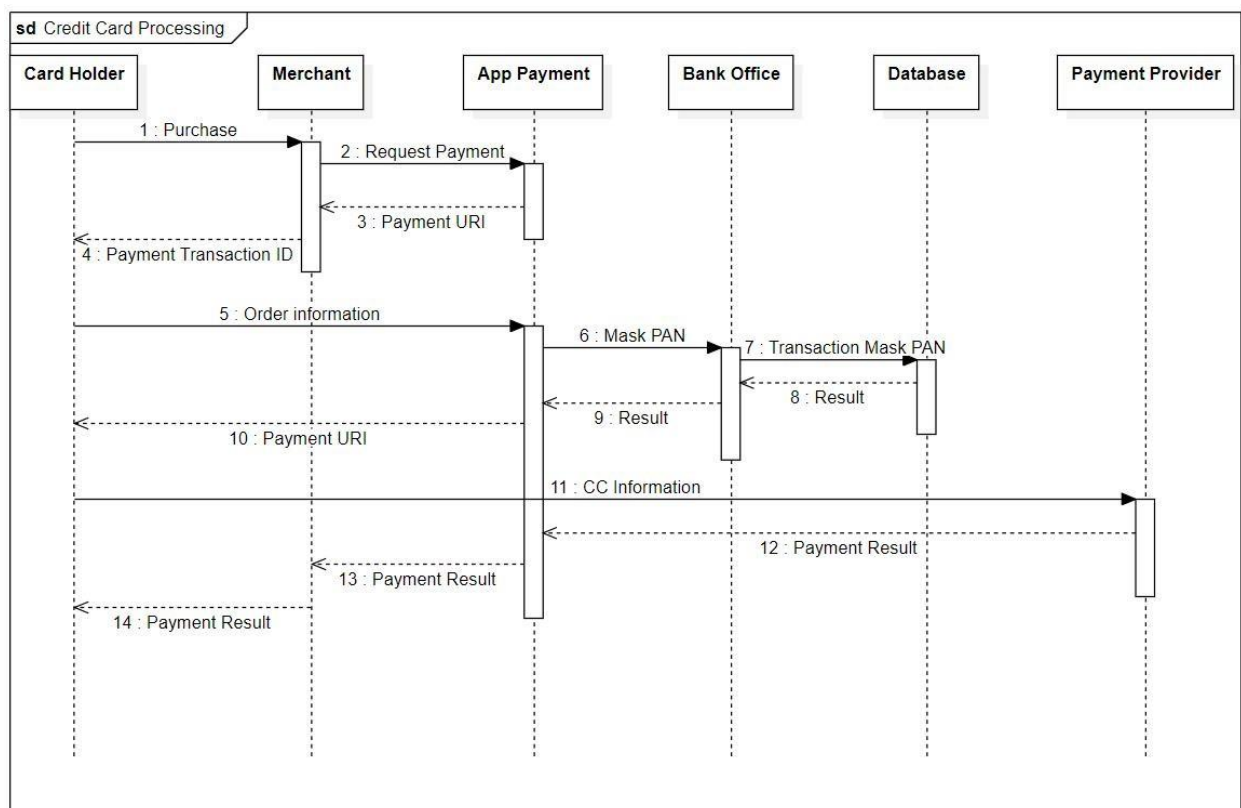 sd Credit Card Processing
Card Holder
Merchant
App Payment
Bank Office
Database
Payment Provider
1 : Purchase
2 : Request Payment
3 : Payment URI
4 : Payment Transaction ID
5 : Order information
6 : Mask PAN
7 : Transaction Mask PAN
8 : Result
9 : Result
10 : Payment URI
11 : CC Information
12 : Payment Result
13 : Payment Result
14 : Payment Result